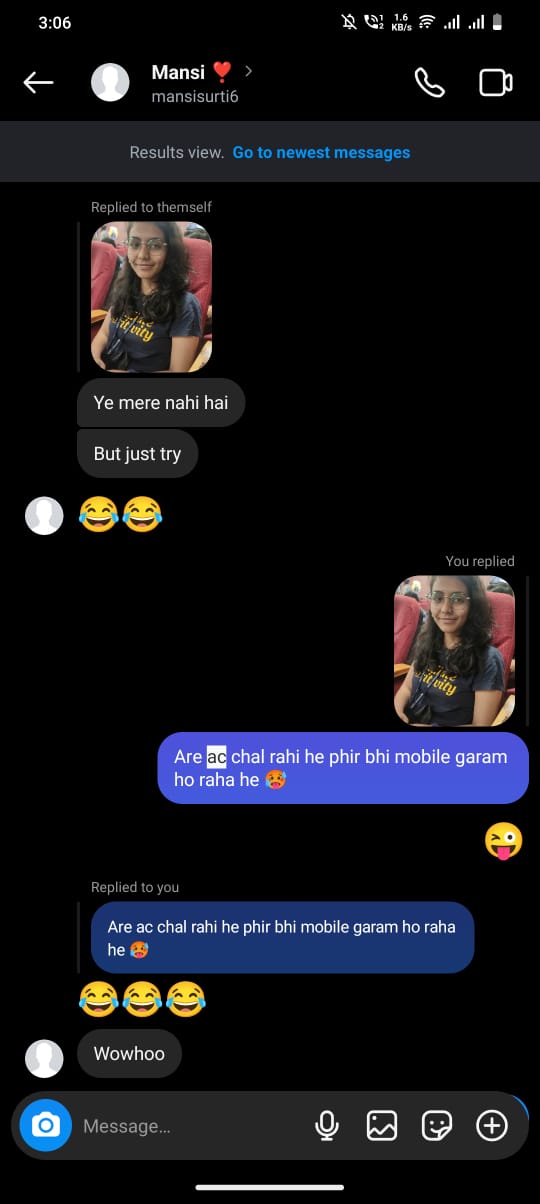 3:06
1.6
KB/s
Mansi ❣️
mansisurti6
Results view. Go to newest messages
Replied to themself
Ye mere nahi hai
But just try
😂😂
You replied
Are ac chal rahi he phir bhi mobile garam
ho raha he 🥵
😜
Replied to you
Are ac chal rahi he phir bhi mobile garam ho raha
he 🥵
😂😂😂
Wowhoo
Message...